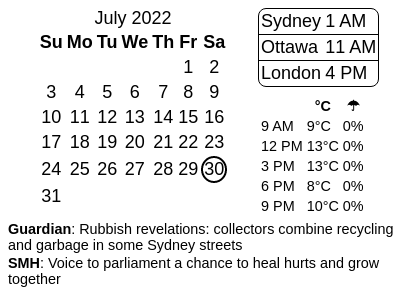 July 2022
Su Mo Tu We Th Fr Sa
1 2
3 4 5 6 7 8 9
10 11 12 13 14 15 16
17 18 19 20 21 22 23
24 25 26 27 28 29 30
31
Sydney 1 AM
Ottawa 11 AM
London 4 PM
°C ☂
9 AM 9°C 0%
12 PM 13°C 0%
3 PM 13°C 0%
6 PM 8°C 0%
9 PM 10°C 0%
Guardian: Rubbish revelations: collectors combine recycling
and garbage in some Sydney streets
SMH: Voice to parliament a chance to heal hurts and grow
together